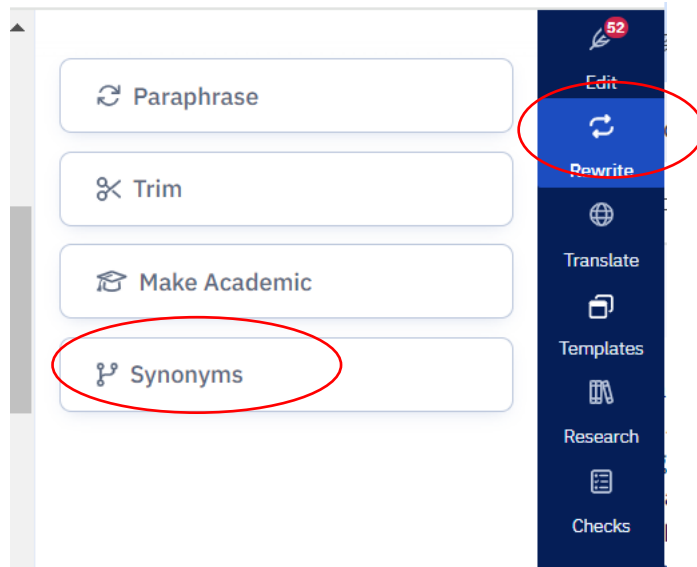 Paraphrase
Trim
Make Academic
Synonyms
52
Edit
Rewrite
Translate
Templates
Research
Checks